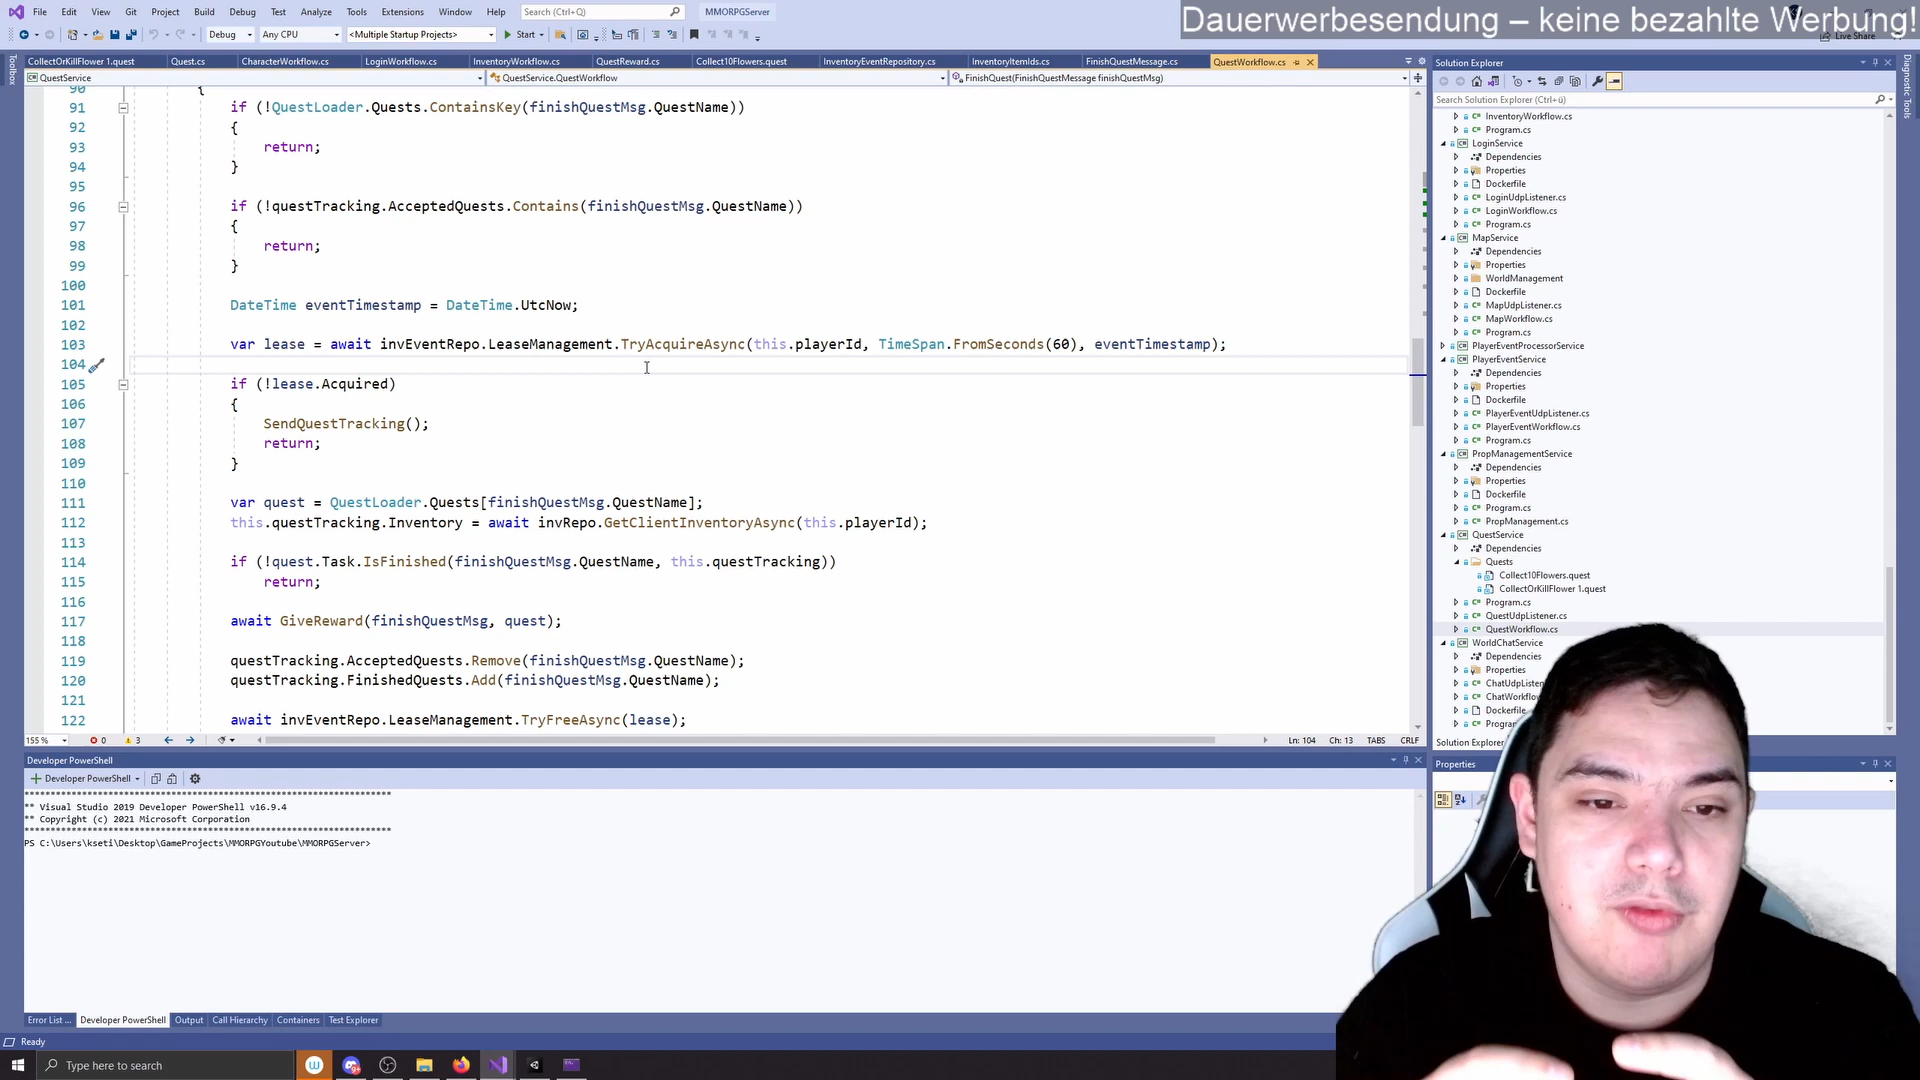 File Edit View Git Project Build Debug Test Analyze Tools Extensions Window Help Search (Ctrl+Q) MMORPGServer
Dauerwerbesendung – keine bezahlte Werbung!
Debug Any CPU <Multiple Startup Projects> Start Live Share
CollectOrKillFlower 1.quest Quest.cs CharacterWorkflow.cs LoginWorkflow.cs InventoryWorkflow.cs QuestReward.cs Collect10Flowers.quest InventoryEventRepository.cs InventoryItemIds.cs FinishQuestMessage.cs QuestWorkflow.cs
QuestService QuestService.QuestWorkflow FinishQuest(FinishQuestMessage finishQuestMsg)
Toolbox
90 {
91 if (!QuestLoader.Quests.ContainsKey(finishQuestMsg.QuestName))
92 {
93 return;
94 }
95
96 if (!questTracking.AcceptedQuests.Contains(finishQuestMsg.QuestName))
97 {
98 return;
99 }
100
101 DateTime eventTimestamp = DateTime.UtcNow;
102
103 var lease = await invEventRepo.LeaseManagement.TryAcquireAsync(this.playerId, TimeSpan.FromSeconds(60), eventTimestamp);
104
105 if (!lease.Acquired)
106 {
107 SendQuestTracking();
108 return;
109 }
110
111 var quest = QuestLoader.Quests[finishQuestMsg.QuestName];
112 this.questTracking.Inventory = await invRepo.GetClientInventoryAsync(this.playerId);
113
114 if (!quest.Task.IsFinished(finishQuestMsg.QuestName, this.questTracking))
115 return;
116
117 await GiveReward(finishQuestMsg, quest);
118
119 questTracking.AcceptedQuests.Remove(finishQuestMsg.QuestName);
120 questTracking.FinishedQuests.Add(finishQuestMsg.QuestName);
121
122 await invEventRepo.LeaseManagement.TryFreeAsync(lease);
155 % 0 3 Ln: 104 Ch: 13 TABS CRLF
Developer PowerShell
Developer PowerShell
**********************************************************************
** Visual Studio 2019 Developer PowerShell v16.9.4
** Copyright (c) 2021 Microsoft Corporation
**********************************************************************
PS C:\Users\kseti\Desktop\GameProjects\MMORPGYoutube\MMORPGServer>
Error List ... Developer PowerShell Output Call Hierarchy Containers Test Explorer
Ready
Type here to search
Solution Explorer
Search Solution Explorer (Ctrl+ü)
InventoryWorkflow.cs
Program.cs
LoginService
Dependencies
Properties
Dockerfile
LoginUdpListener.cs
LoginWorkflow.cs
Program.cs
MapService
Dependencies
Properties
WorldManagement
Dockerfile
MapUdpListener.cs
MapWorkflow.cs
Program.cs
PlayerEventProcessorService
PlayerEventService
Dependencies
Properties
Dockerfile
PlayerEventUdpListener.cs
PlayerEventWorkflow.cs
Program.cs
PropManagementService
Dependencies
Properties
Dockerfile
Program.cs
PropManagement.cs
QuestService
Dependencies
Quests
Collect10Flowers.quest
CollectOrKillFlower 1.quest
Program.cs
QuestUdpListener.cs
QuestWorkflow.cs
WorldChatService
Dependencies
Properties
ChatUdpListen
ChatWorkflow
Dockerfile
Progra
Solution Explorer
Properties
Diagnostic Tools